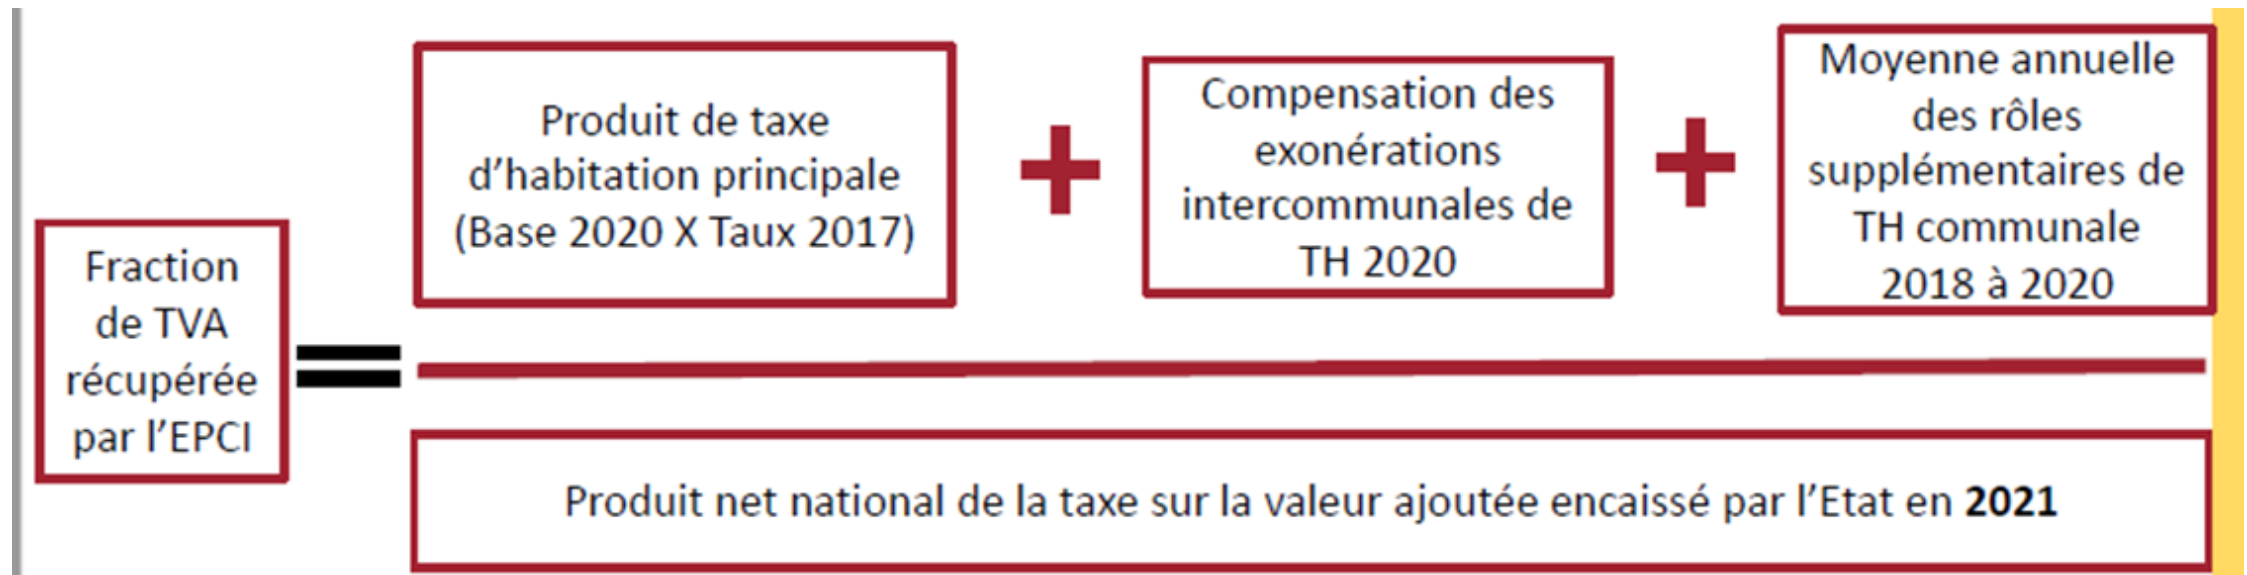 Fraction
de TVA
récupérée
par l'EPCI
=
Produit de taxe
d'habitation principale
(Base 2020 X Taux 2017)
+
Compensation des
exonérations
intercommunales de
TH 2020
+
Moyenne annuelle
des rôles
supplémentaires de
TH communale
2018 à 2020
Produit net national de la taxe sur la valeur ajoutée encaissé par l'Etat en 2021